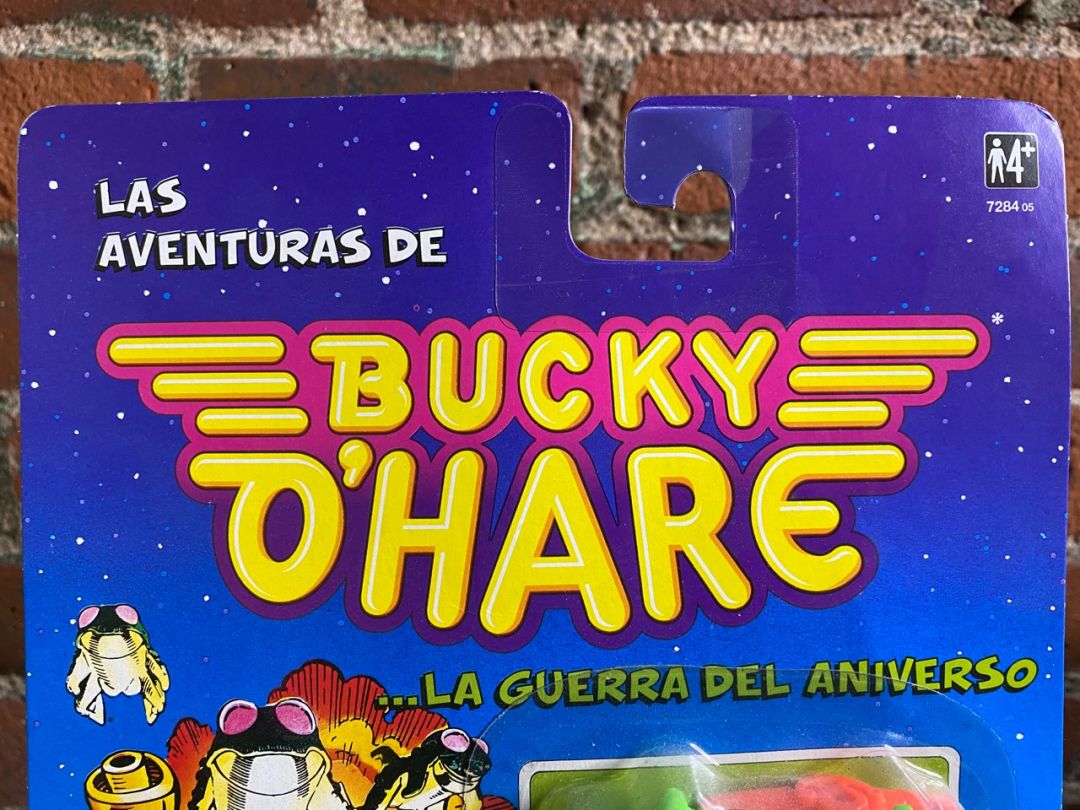 LAS
AVENTURAS DE
4+
7284 05
BUCKY *
O'HARE
...LA GUERRA DEL ANIVERSO